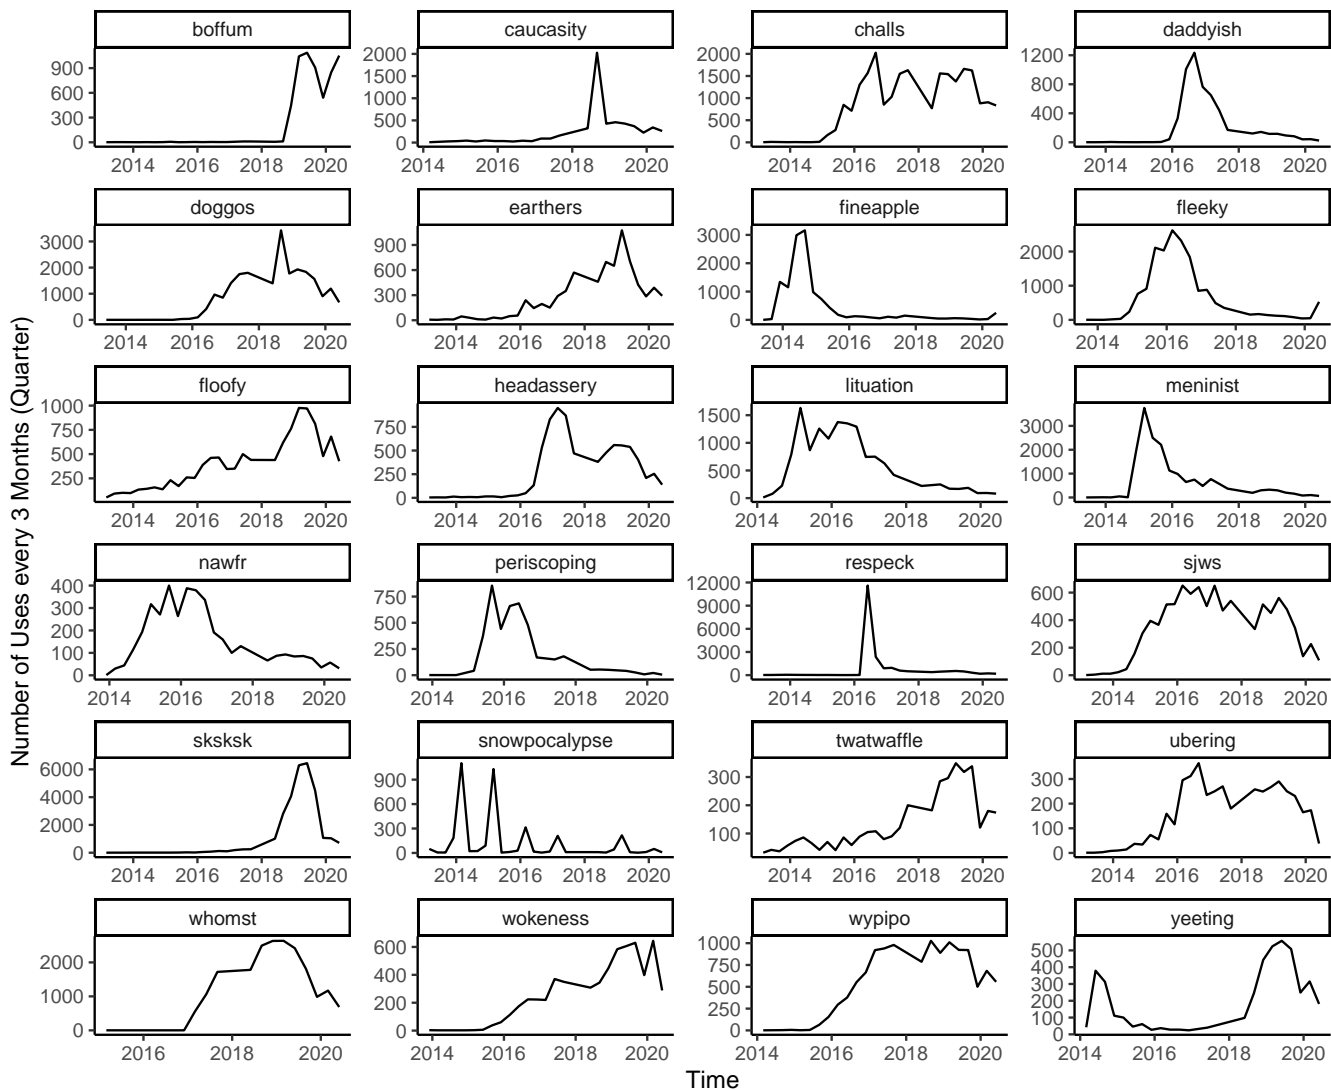 boffum caucasity challs daddyish
900 2000 2000 1200
600 1500 1500 800
300 1000 1000 400
0 500 500 0
0 0
2014 2016 2018 2020 2014 2016 2018 2020 2014 2016 2018 2020 2014 2016 2018 2020
doggos earthers fineapple fleeky
3000 900 3000 2000
2000 600 2000 1000
1000 300 1000 0
0 0 0
2014 2016 2018 2020 2014 2016 2018 2020 2014 2016 2018 2020 2014 2016 2018 2020
floofy headassery lituation meninist
1000 750 1500 3000
750 500 1000 2000
500 250 500 1000
250 0 0 0
2014 2016 2018 2020 2014 2016 2018 2020 2014 2016 2018 2020 2014 2016 2018 2020
nawfr periscoping respeck sjws
400 750 12000 600
300 500 9000 400
200 250 6000 200
100 0 3000 0
0 0
2014 2016 2018 2020 2014 2016 2018 2020 2014 2016 2018 2020 2014 2016 2018 2020
sksksk snowpocalypse twatwaffle ubering
6000 900 300 300
4000 600 200 200
2000 300 100 100
0 0 0
2014 2016 2018 2020 2014 2016 2018 2020 2014 2016 2018 2020 2014 2016 2018 2020
whomst wokeness wypipo yeeting
2000 600 1000 500
1000 400 750 400
0 200 500 300
0 250 200
0 100
0
2016 2018 2020 2014 2016 2018 2020 2014 2016 2018 2020 2014 2016 2018 2020
Number of Uses every 3 Months (Quarter)
Time